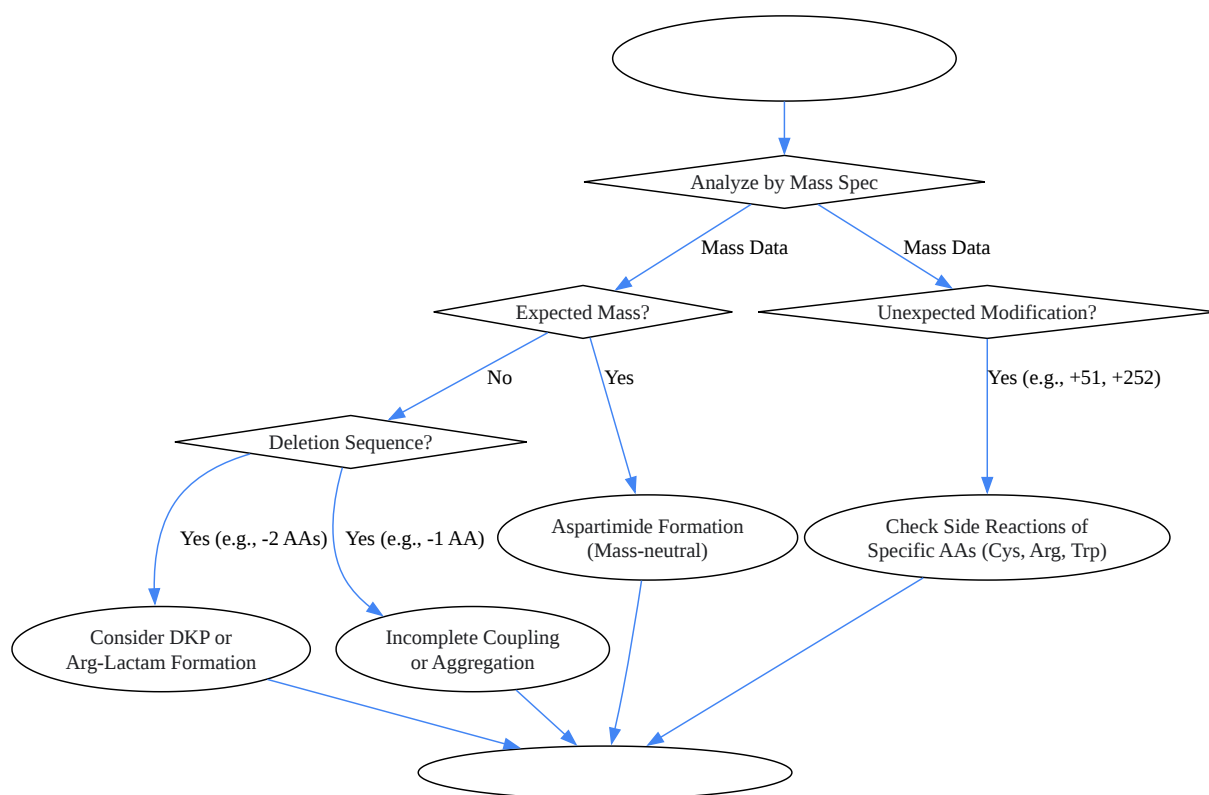 Analyze by Mass Spec
Mass Data
Mass Data
Expected Mass?
Unexpected Modification?
No
Yes
Yes (e.g., +51, +252)
Deletion Sequence?
Yes (e.g., -2 AAs)
Yes (e.g., -1 AA)
Aspartimide Formation
(Mass-neutral)
Check Side Reactions of
Specific AAs (Cys, Arg, Trp)
Consider DKP or
Arg-Lactam Formation
Incomplete Coupling
or Aggregation